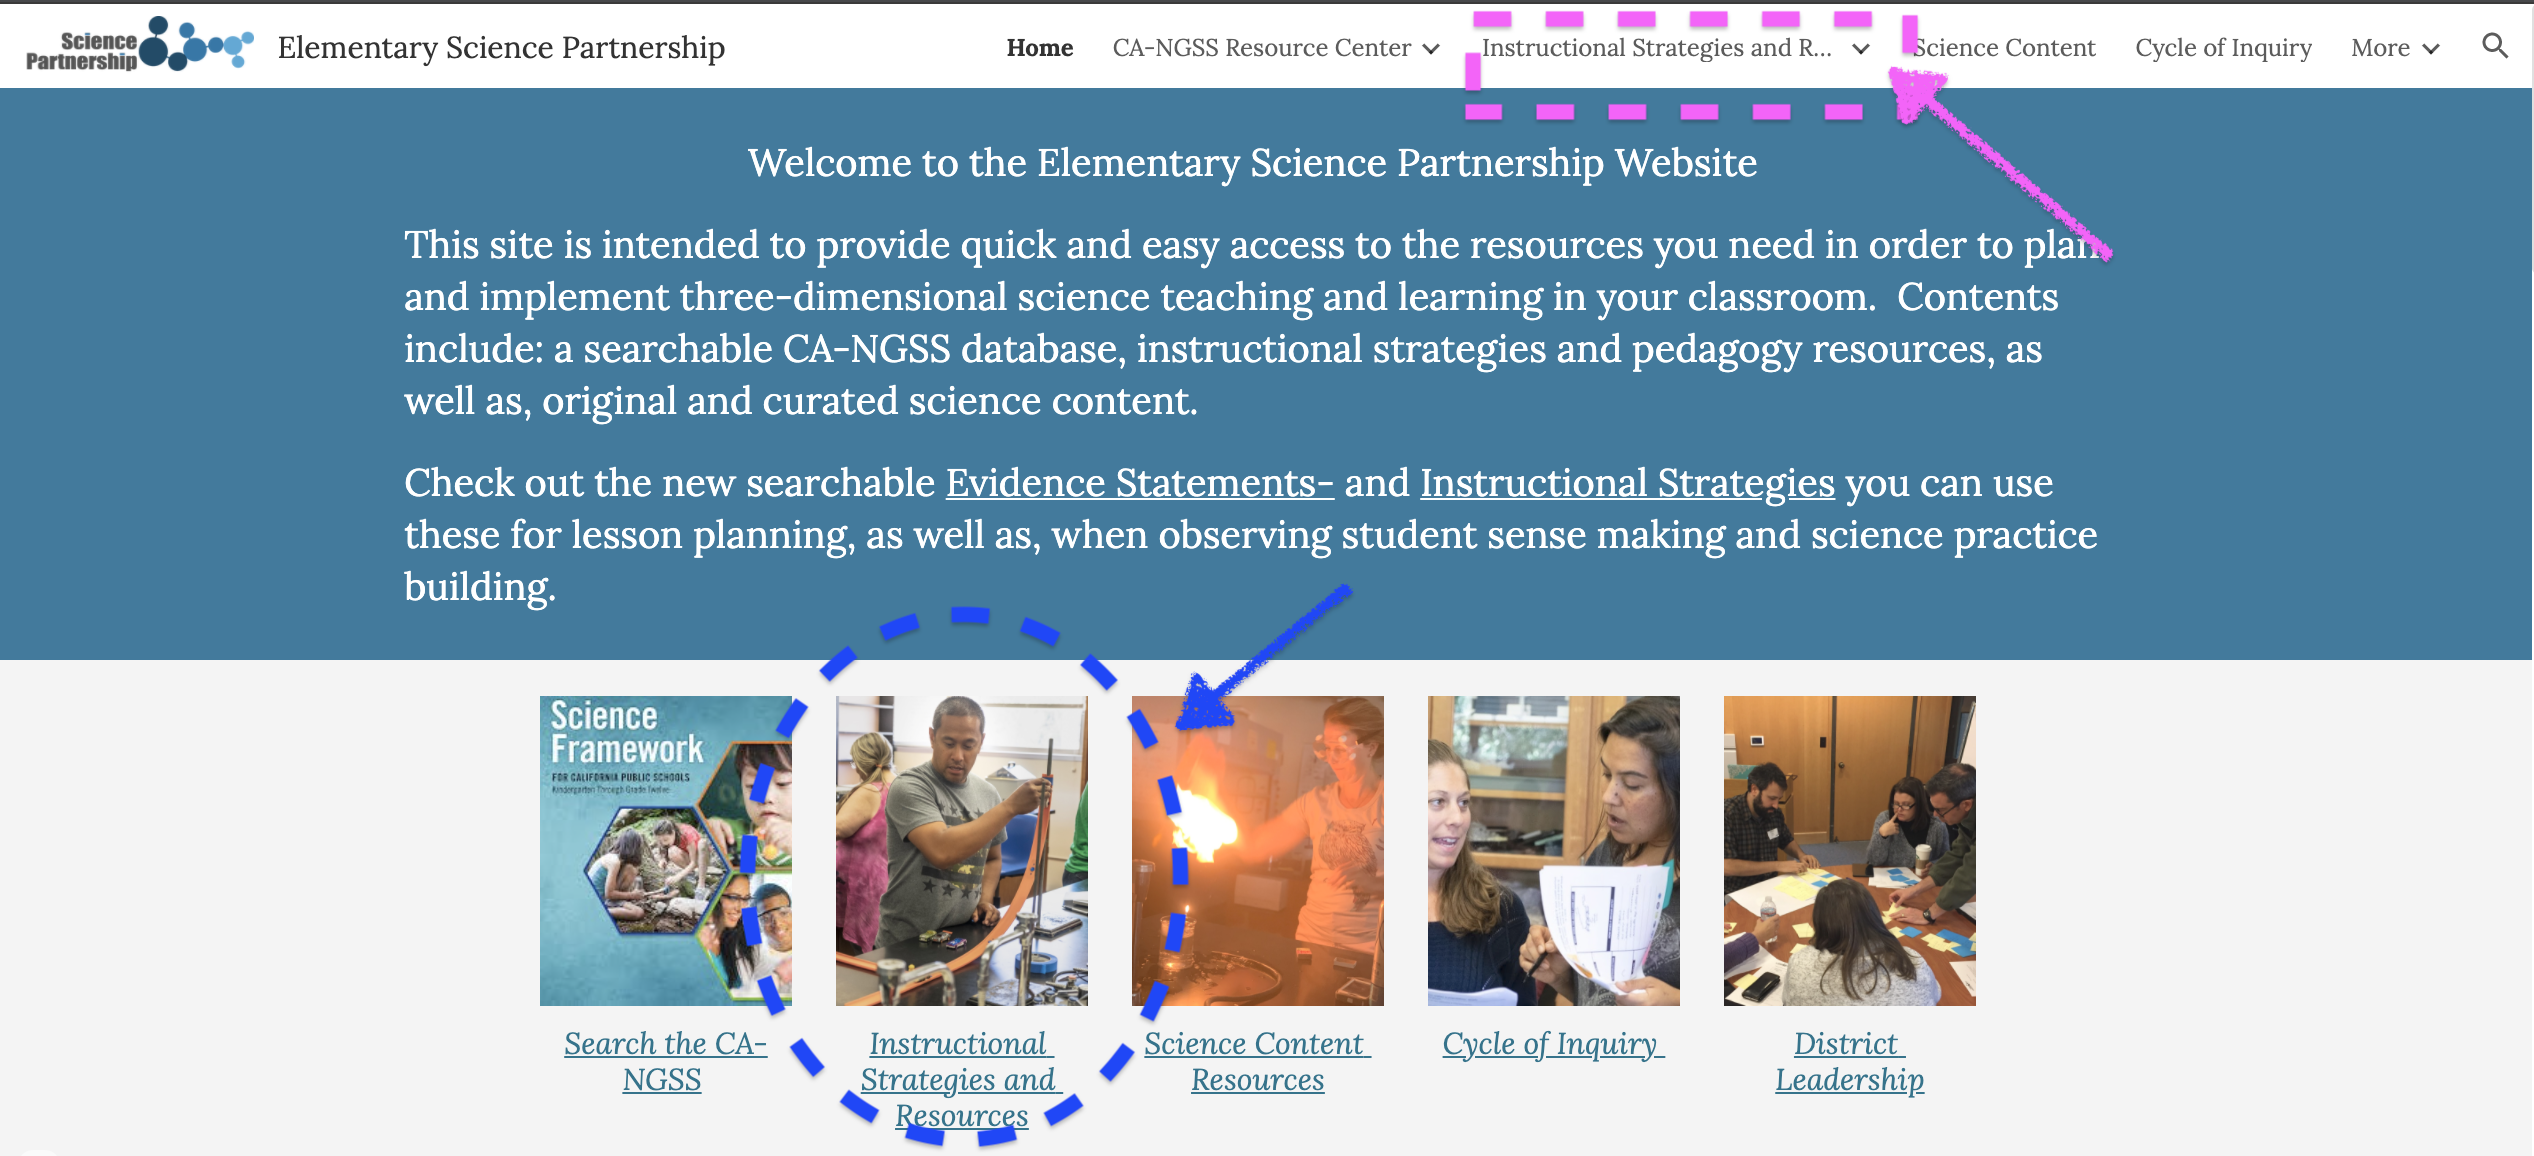 Science
Partnership
Elementary Science Partnership
Home
CA-NGSS Resource Center
Instructional Strategies and R...
Science Content
Cycle of Inquiry
More
Welcome to the Elementary Science Partnership Website
This site is intended to provide quick and easy access to the resources you need in order to plan
and implement three-dimensional science teaching and learning in your classroom.  Contents
include: a searchable CA-NGSS database, instructional strategies and pedagogy resources, as
well as, original and curated science content.
Check out the new searchable Evidence Statements- and Instructional Strategies you can use
these for lesson planning, as well as, when observing student sense making and science practice
building.
Science
Framework
FOR CALIFORNIA PUBLIC SCHOOLS
Kindergarten Through Grade Twelve
Search the CA-
NGSS
Instructional
Strategies and
Resources
Science Content
Resources
Cycle of Inquiry
District
Leadership